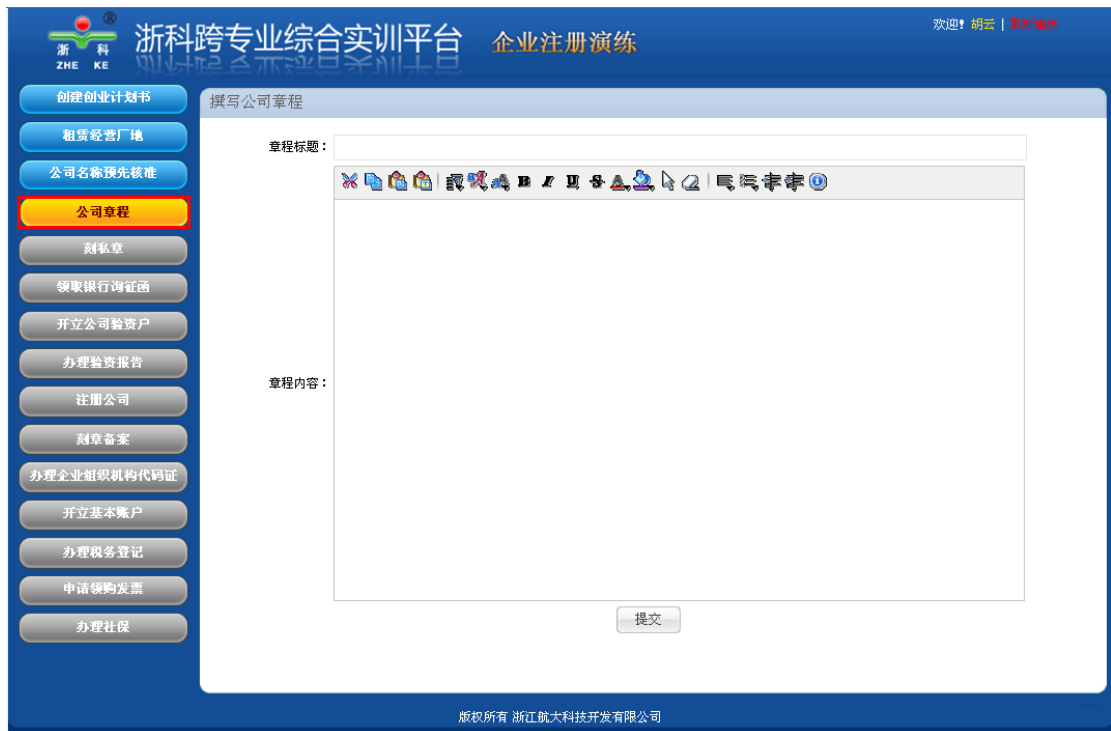 浙科
ZHE KE
®
浙科跨专业综合实训平台 企业注册演练
欢迎! 胡云 | 重新演练
创建创业计划书
租赁经营厂地
公司名称预先核准
公司章程
刻私章
领取银行询征函
开立公司验资户
办理验资报告
注册公司
刻章备案
办理企业组织机构代码证
开立基本账户
办理税务登记
申请领购发票
办理社保
撰写公司章程
章程标题：
章程内容：
提交
版权所有 浙江航大科技开发有限公司